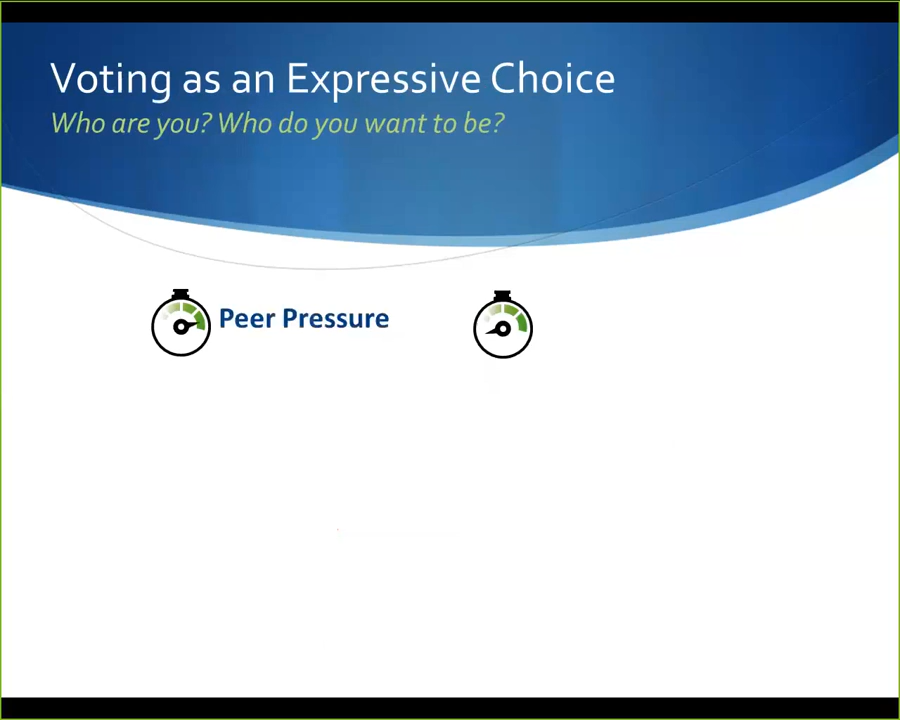 Voting as an Expressive Choice
Who are you? Who do you want to be?
Peer Pressure